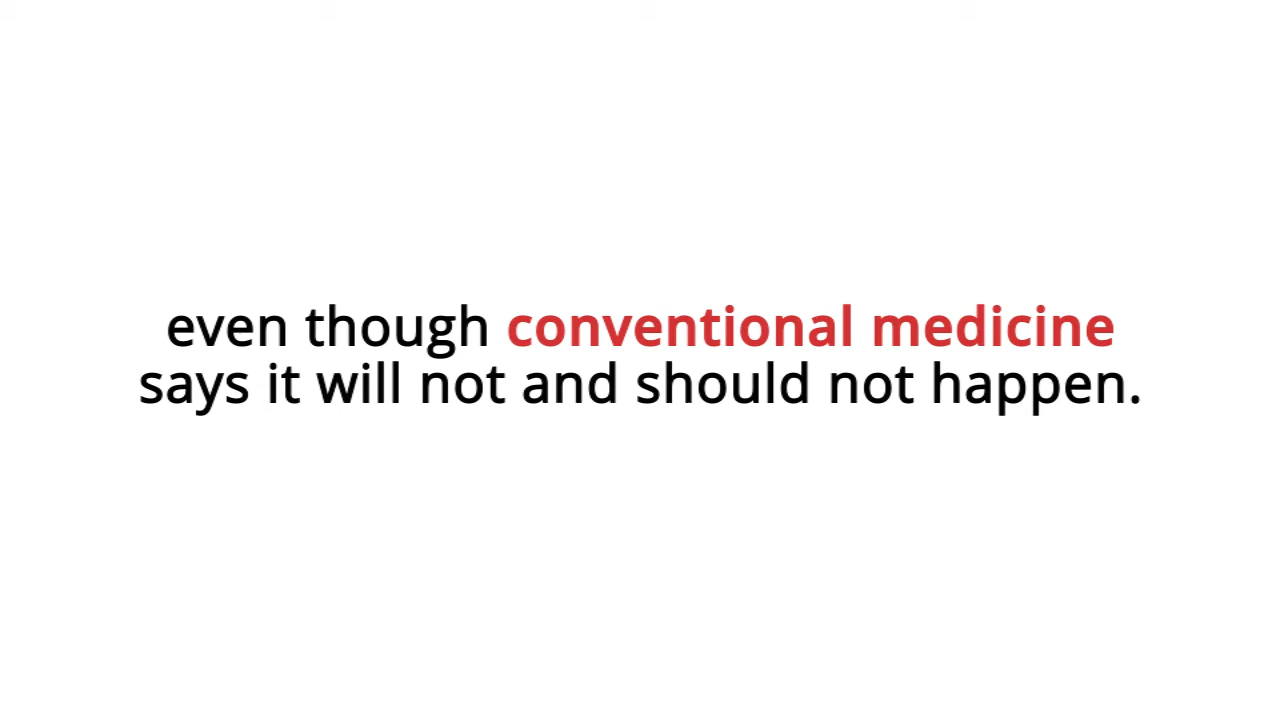 even though conventional medicine
says it will not and should not happen.